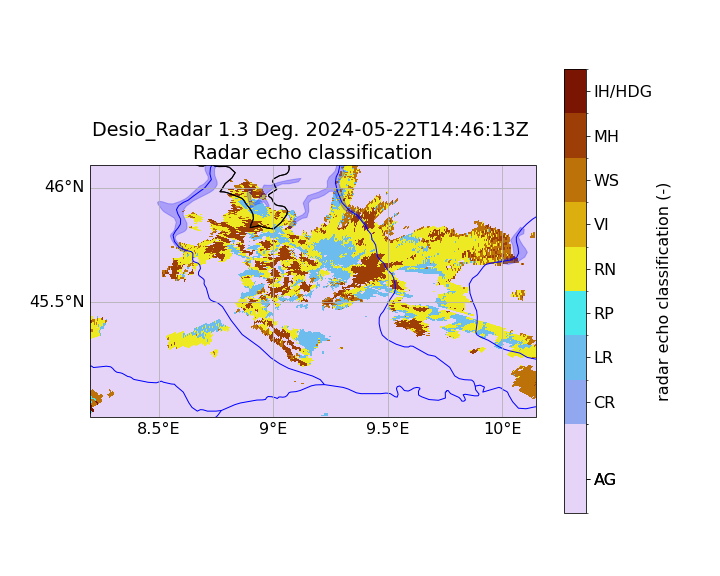 Desio_Radar 1.3 Deg. 2024-05-22T14:46:13Z
Radar echo classification
46°N
45.5°N
8.5°E
9°E
9.5°E
10°E
IH/HDG
MH
WS
VI
RN
RP
LR
CR
AG
radar echo classification (-)